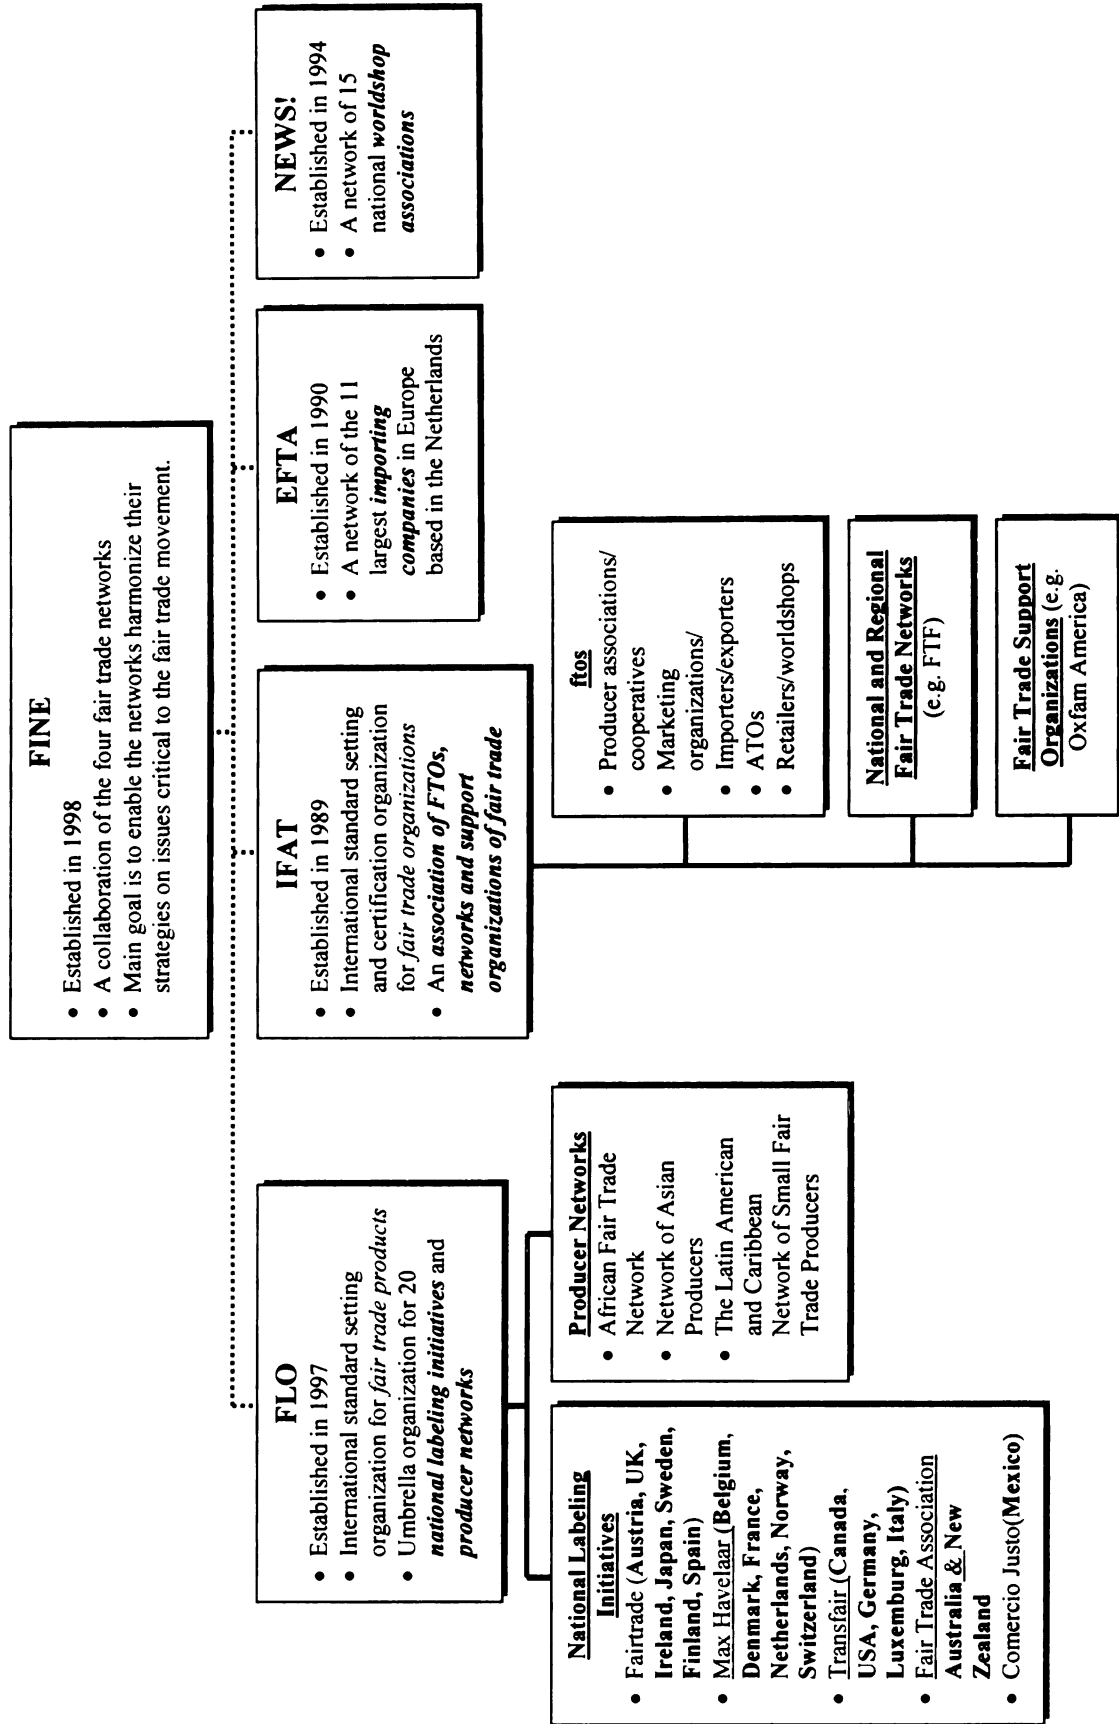 FINE
• Established in 1998
• A collaboration of the four fair trade networks
• Main goal is to enable the networks harmonize their
strategies on issues critical to the fair trade movement.
FLO
• Established in 1997
• International standard setting
organization for fair trade products
• Umbrella organization for 20
national labeling initiatives and
producer networks
IFAT
• Established in 1989
• International standard setting
and certification organization
for fair trade organizations
• An association of FTOs,
networks and support
organizations of fair trade
EFTA
• Established in 1990
• A network of the 11
largest importing
companies in Europe
based in the Netherlands
NEWS!
• Established in 1994
• A network of 15
national worldshop
associations
National Labeling
Initiatives
• Fairtrade (Austria, UK,
Ireland, Japan, Sweden,
Finland, Spain)
• Max Havelaar (Belgium,
Denmark, France,
Netherlands, Norway,
Switzerland)
• Transfair (Canada,
USA, Germany,
Luxemburg, Italy)
• Fair Trade Association
Australia & New
Zealand
• Comercio Justo(Mexico)
Producer Networks
• African Fair Trade
Network
• Network of Asian
Producers
• The Latin American
and Caribbean
Network of Small Fair
Trade Producers
ftos
• Producer associations/
cooperatives
• Marketing
organizations/
• Importers/exporters
• ATOs
• Retailers/worldshops
National and Regional
Fair Trade Networks
(e.g. FTF)
Fair Trade Support
Organizations (e.g.
Oxfam America)